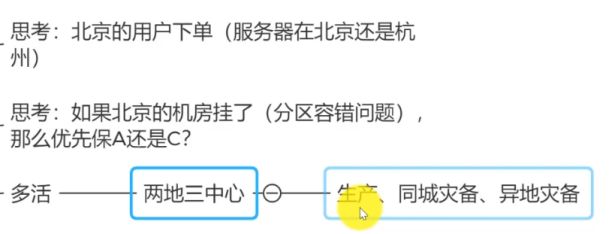 思考：北京的用户下单（服务器在北京还是杭
州）
思考：如果北京的机房挂了（分区容错问题），
那么优先保A还是C？
多活 两地三中心 生产、同城灾备、异地灾备